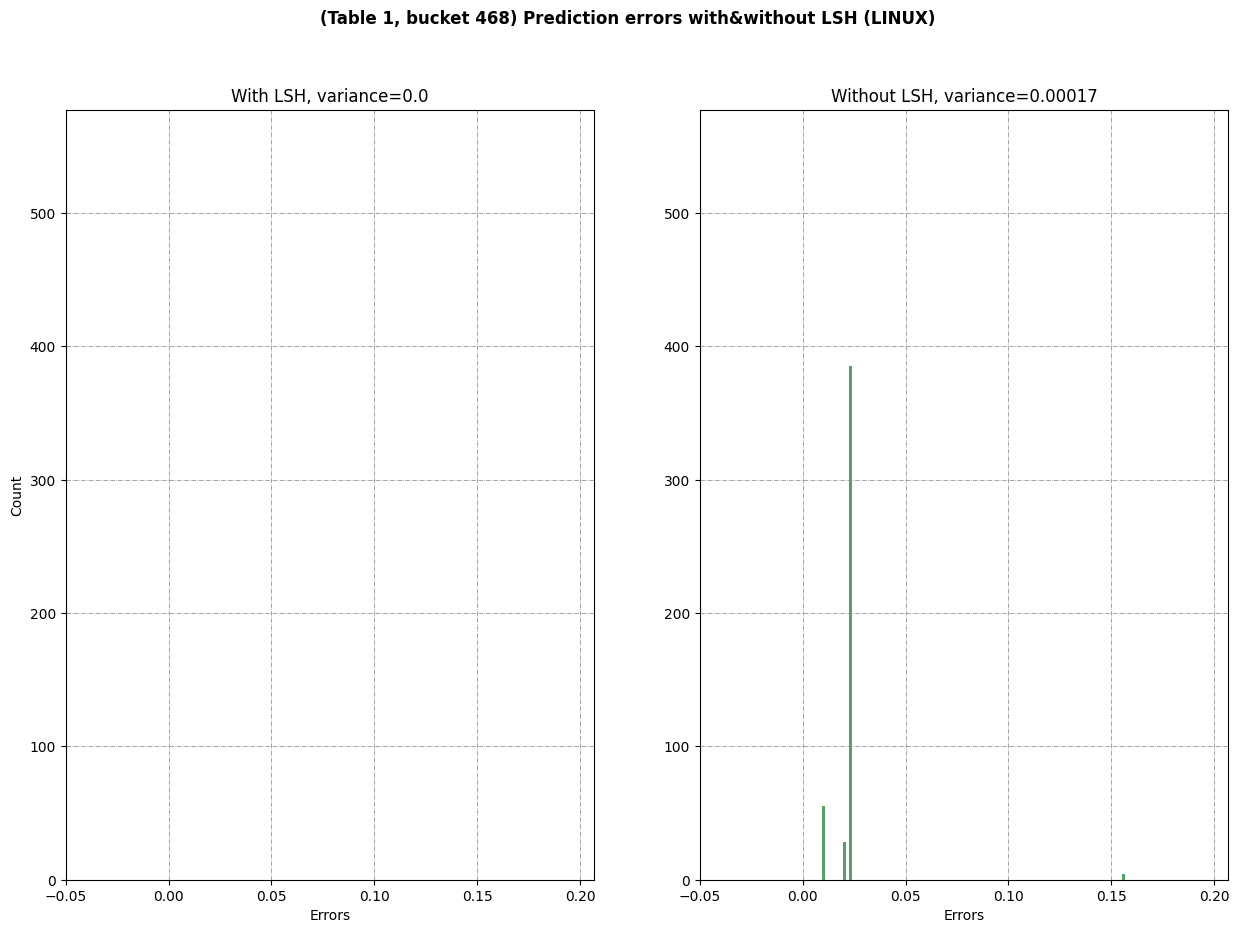 (Table 1, bucket 468) Prediction errors with&without LSH (LINUX)
With LSH, variance=0.0
Count
500
400
300
200
100
0
−0.05 0.00 0.05 0.10 0.15 0.20
Errors
Without LSH, variance=0.00017
500
400
300
200
100
0
−0.05 0.00 0.05 0.10 0.15 0.20
Errors